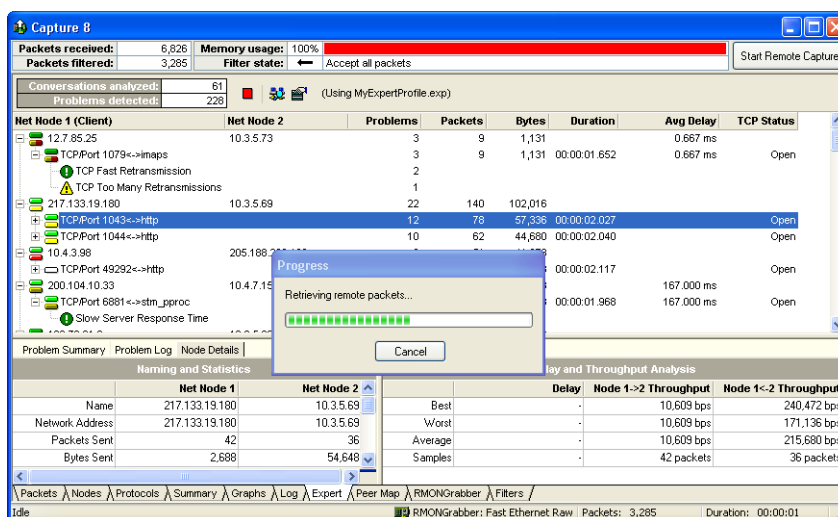 Capture 8
Packets received: 6,826 Memory usage: 100%
Packets filtered: 3,285 Filter state: Accept all packets
Start Remote Capture
Conversations analyzed: 61
Problems detected: 228
(Using MyExpertProfile.exp)
Net Node 1 (Client) Net Node 2 Problems Packets Bytes Duration Avg Delay TCP Status
12.7.85.25 10.3.5.73 3 9 1,131 0.667 ms
TCP/Port 1079<->imaps 3 9 1,131 00:00:01.652 0.667 ms Open
TCP Fast Retransmission 2
TCP Too Many Retransmissions 1
217.133.19.180 10.3.5.69 22 140 102,016
TCP/Port 1043<->http 12 78 57,336 00:00:02.027 Open
TCP/Port 1044<->http 10 62 44,680 00:00:02.040 Open
10.4.3.98
TCP/Port 49292<->http 00:00:02.117 Open
200.104.10.33 167.000 ms
TCP/Port 6881<->stm_pproc 00:00:01.968 167.000 ms Open
Slow Server Response Time
Progress
Retrieving remote packets...
Cancel
Problem Summary Problem Log Node Details
Naming and Statistics
Net Node 1 Net Node 2
Name 217.133.19.180 10.3.5.69
Network Address 217.133.19.180 10.3.5.69
Packets Sent 42 36
Bytes Sent 2,688 54,648
and Throughput Analysis
Delay Node 1->2 Throughput Node 1<-2 Throughput
Best - 10,609 bps 240,472 bps
Worst - 10,609 bps 171,136 bps
Average - 10,609 bps 215,680 bps
Samples - 42 packets 36 packets
Packets Nodes Protocols Summary Graphs Log Expert Peer Map RMONGrabber Filters
Idle RMONGrabber: Fast Ethernet Raw Packets: 3,285 Duration: 00:00:01